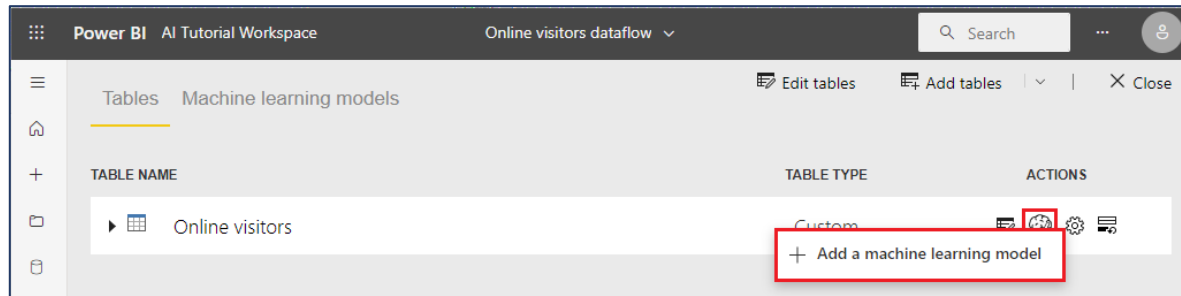 Power BI AI Tutorial Workspace Online visitors dataflow Search
Tables Machine learning models Edit tables Add tables Close
TABLE NAME TABLE TYPE ACTIONS
Online visitors Custom
Add a machine learning model